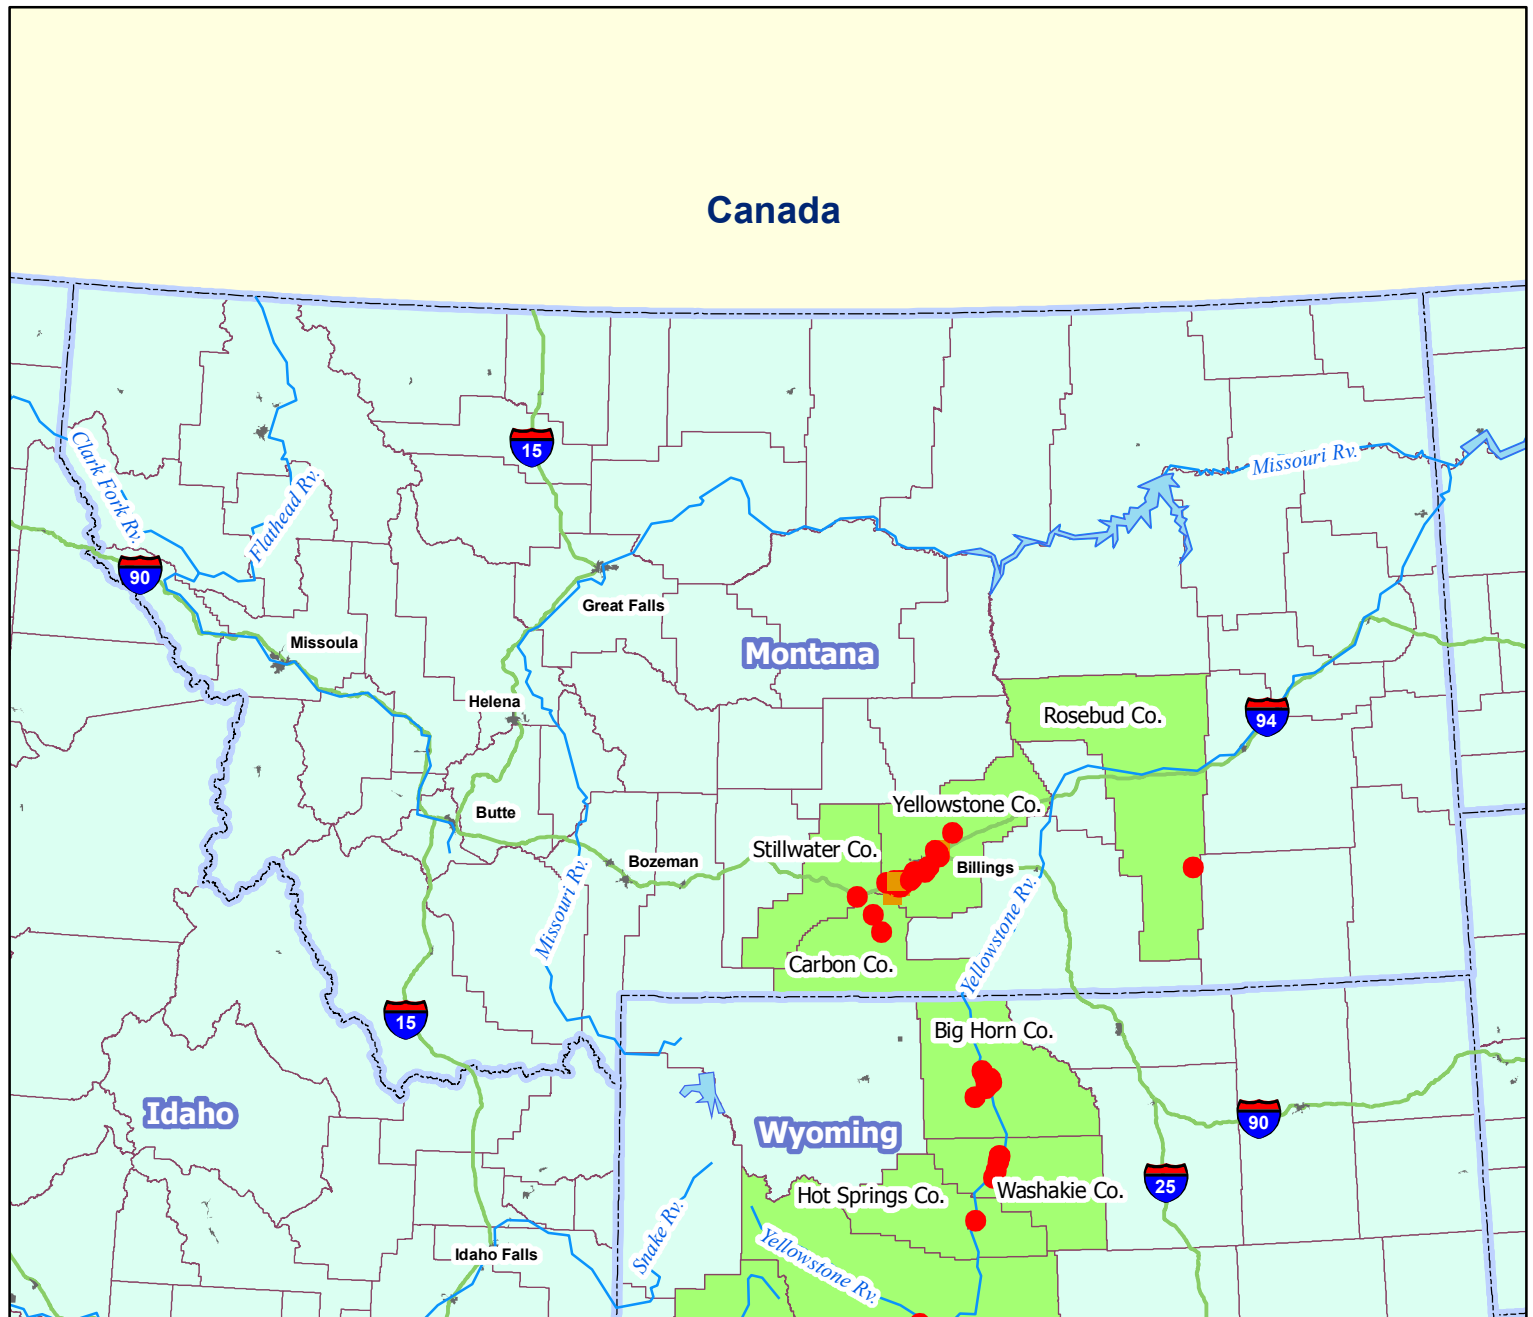 Canada
15
Clark Fork Rv.
Flathead Rv.
Missouri Rv.
90
Great Falls
Missoula
Montana
Helena
Rosebud Co.
94
Yellowstone Co.
Butte
Stillwater Co.
Bozeman
Billings
Missouri Rv.
Yellowstone Rv.
Carbon Co.
15
Big Horn Co.
Idaho
Wyoming
90
Hot Springs Co.
Washakie Co.
25
Snake Rv.
Yellowstone Rv.
Idaho Falls